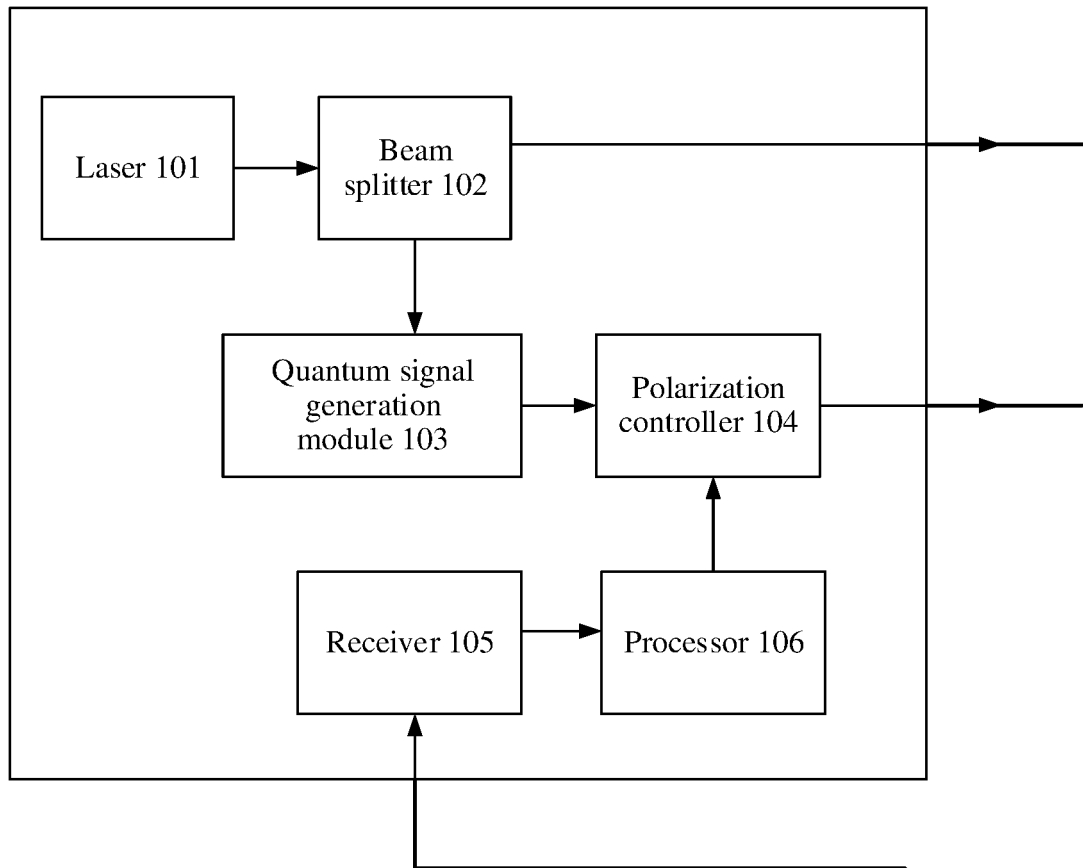 Laser 101
Beam
splitter 102
Quantum signal
generation
module 103
Polarization
controller 104
Receiver 105
Processor 106